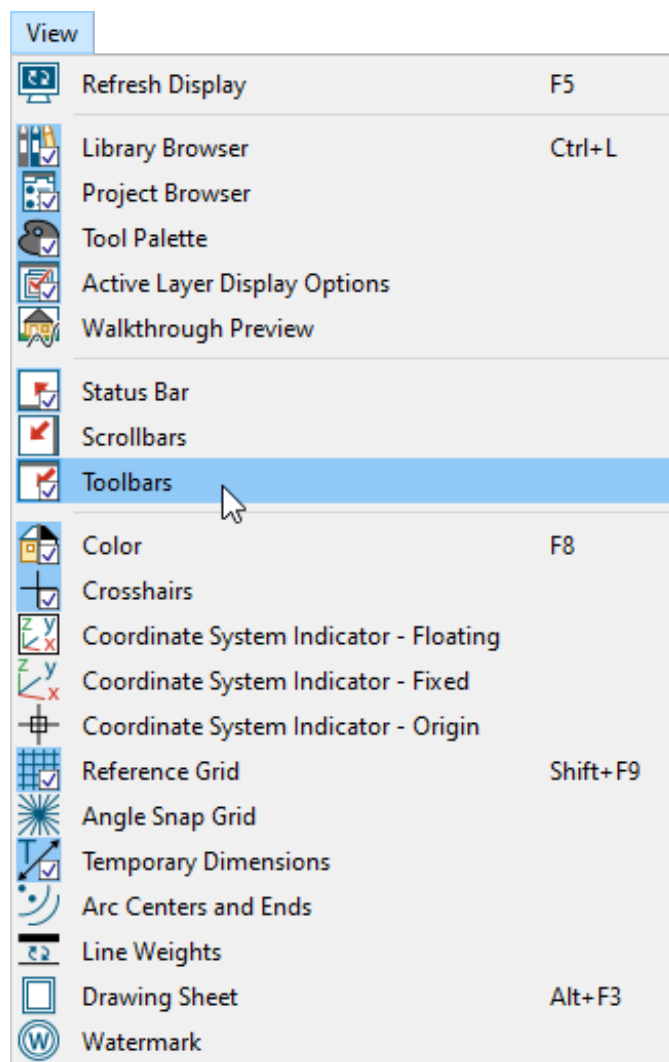 View
Refresh Display F5
Library Browser Ctrl+L
Project Browser
Tool Palette
Active Layer Display Options
Walkthrough Preview
Status Bar
Scrollbars
Toolbars
Color F8
Crosshairs
Z y x Coordinate System Indicator - Floating
Z y x Coordinate System Indicator - Fixed
Coordinate System Indicator - Origin
Reference Grid Shift+F9
Angle Snap Grid
T Temporary Dimensions
Arc Centers and Ends
Line Weights
Drawing Sheet Alt+F3
W Watermark